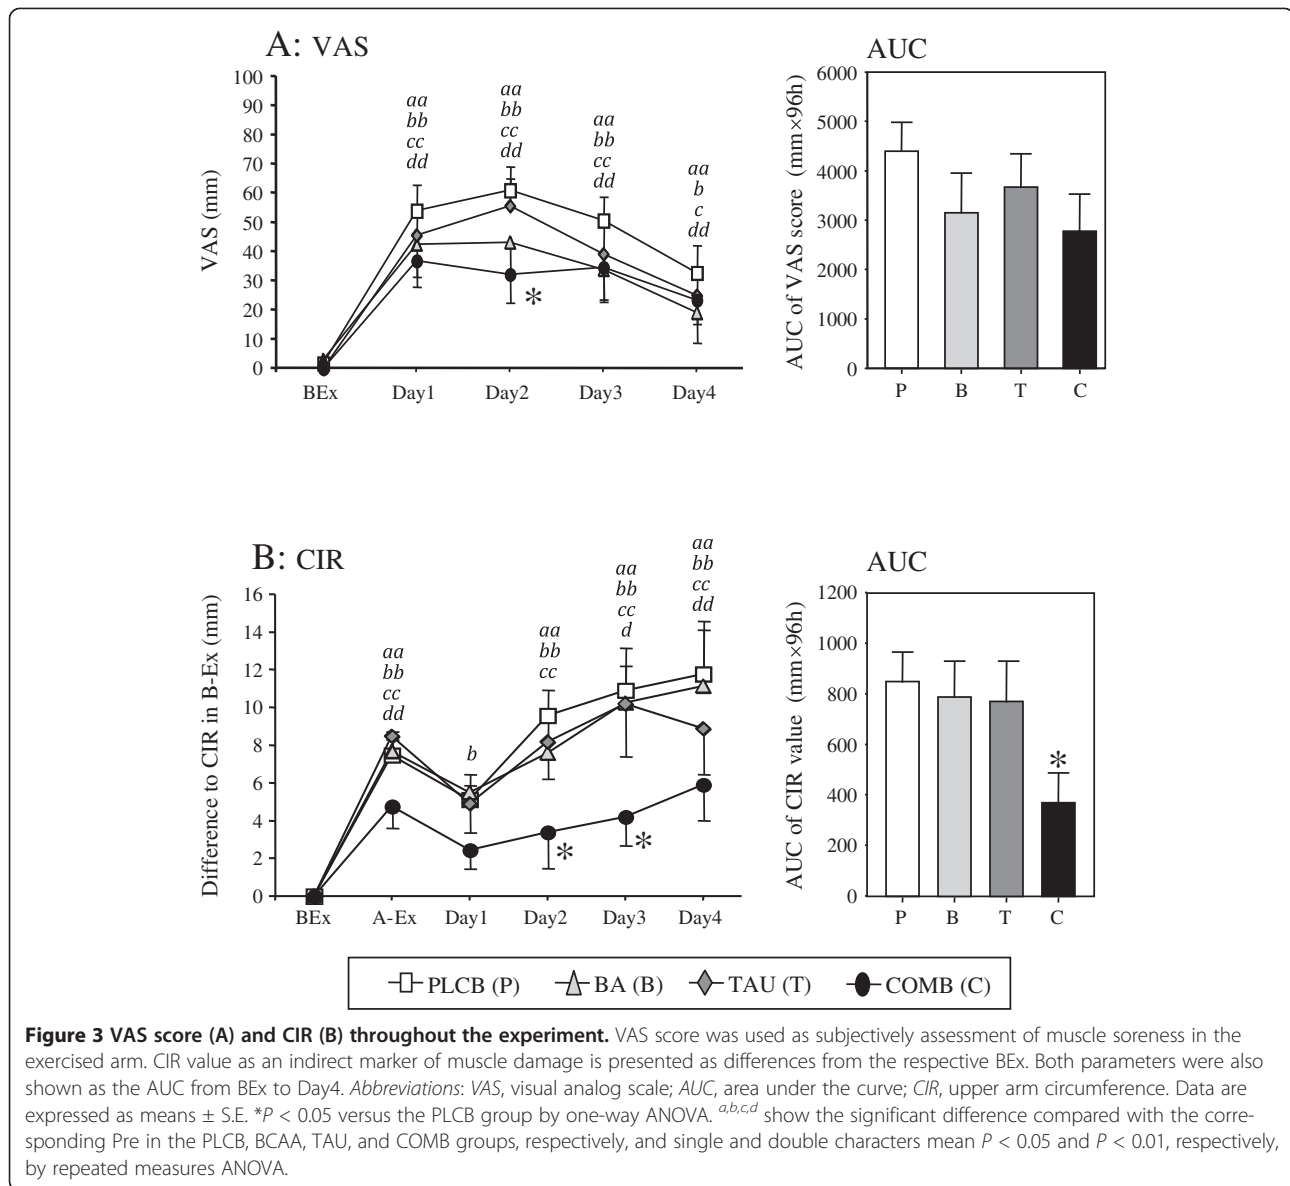 A: VAS
AUC
100
90
80
70
60
50
40
30
20
10
0
VAS (mm)
aa
bb
cc
dd
aa
bb
cc
dd
aa
bb
cc
dd
aa
b
c
dd
*
BEx Day1 Day2 Day3 Day4
6000
5000
4000
3000
2000
1000
0
AUC of VAS score (mm×96h)
P B T C
B: CIR
AUC
16
14
12
10
8
6
4
2
0
Difference to CIR in B-Ex (mm)
aa
bb
cc
dd
b
aa
bb
cc
aa
bb
cc
d
aa
bb
cc
dd
* *
BEx A-Ex Day1 Day2 Day3 Day4
1200
1000
800
600
400
200
0
AUC of CIR value (mm×96h)
*
P B T C
PLCB (P) BA (B) TAU (T) COMB (C)
Figure 3 VAS score (A) and CIR (B) throughout the experiment. VAS score was used as subjectively assessment of muscle soreness in the
exercised arm. CIR value as an indirect marker of muscle damage is presented as differences from the respective BEx. Both parameters were also
shown as the AUC from BEx to Day4. Abbreviations: VAS, visual analog scale; AUC, area under the curve; CIR, upper arm circumference. Data are
expressed as means ± S.E. *P < 0.05 versus the PLCB group by one-way ANOVA. a,b,c,d show the significant difference compared with the corre-
sponding Pre in the PLCB, BCAA, TAU, and COMB groups, respectively, and single and double characters mean P < 0.05 and P < 0.01, respectively,
by repeated measures ANOVA.